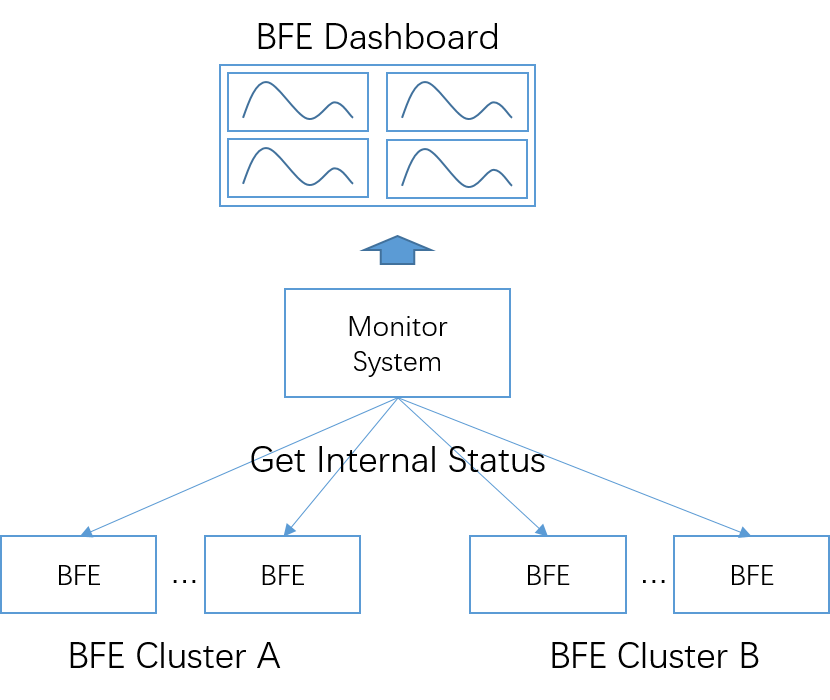 BFE Dashboard
Monitor
System
Get Internal Status
BFE ... BFE BFE ... BFE
BFE Cluster A BFE Cluster B